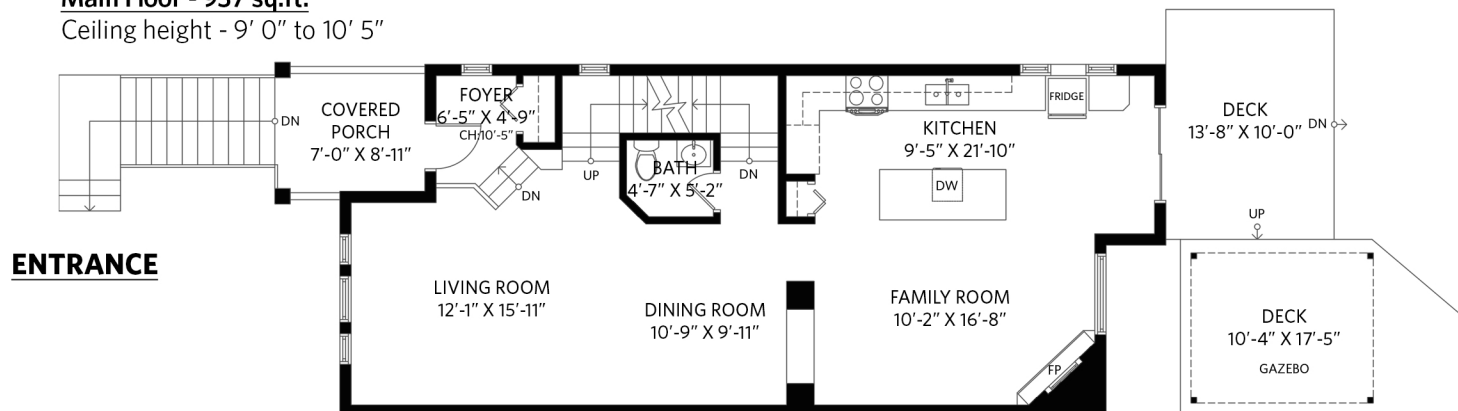 Main Floor - 937 sq.ft.
Ceiling height - 9' 0" to 10' 5"
FOYER
6'-5" X 4'-9"
CH:10'-5"
COVERED
PORCH
7'-0" X 8'-11"
DN
DN
UP
BATH
4'-7" X 5'-2"
DN
KITCHEN
9'-5" X 21'-10"
FRIDGE
DW
DECK
13'-8" X 10'-0"
DN
UP
ENTRANCE
LIVING ROOM
12'-1" X 15'-11"
DINING ROOM
10'-9" X 9'-11"
FAMILY ROOM
10'-2" X 16'-8"
FP
DECK
10'-4" X 17'-5"
GAZEBO